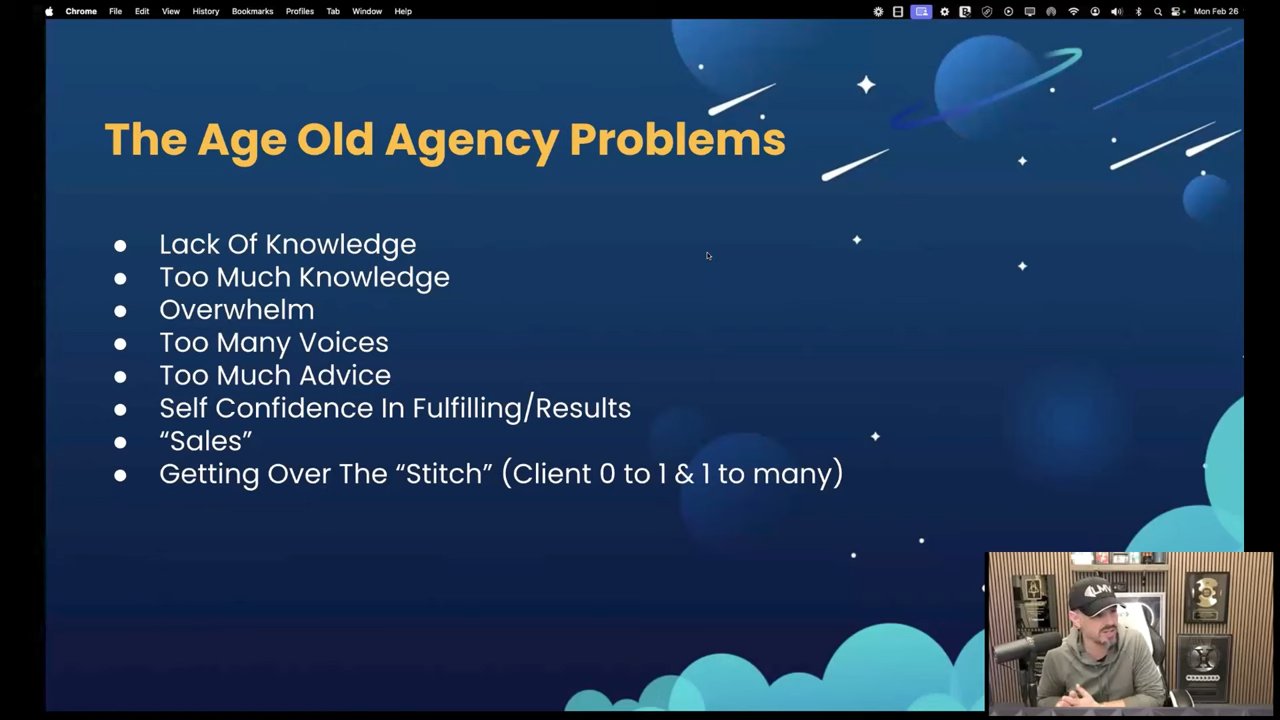 Chrome File Edit View History Bookmarks Profiles Tab Window Help Mon Feb 26
The Age Old Agency Problems
● Lack Of Knowledge
● Too Much Knowledge
● Overwhelm
● Too Many Voices
● Too Much Advice
● Self Confidence In Fulfilling/Results
● “Sales”
● Getting Over The “Stitch” (Client 0 to 1 & 1 to many)
LMV